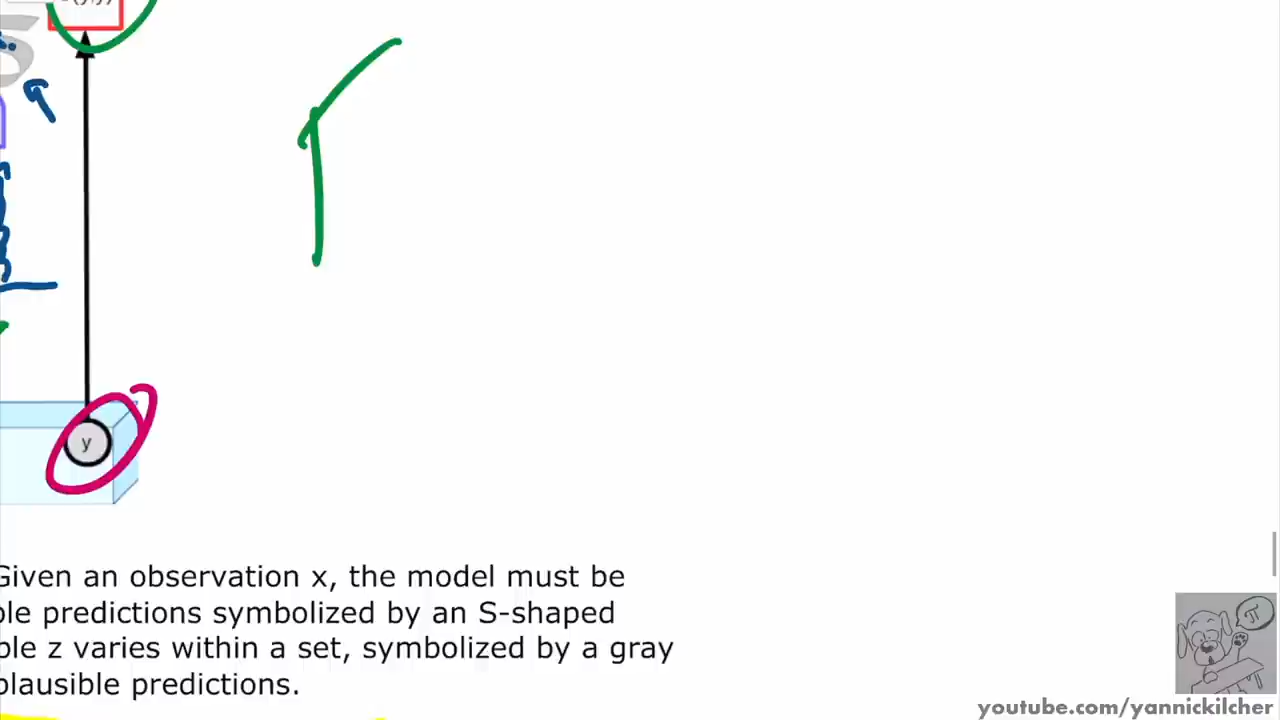 y
Given an observation x, the model must be
ble predictions symbolized by an S-shaped
ble z varies within a set, symbolized by a gray
plausible predictions.
π
youtube.com/yannickilcher